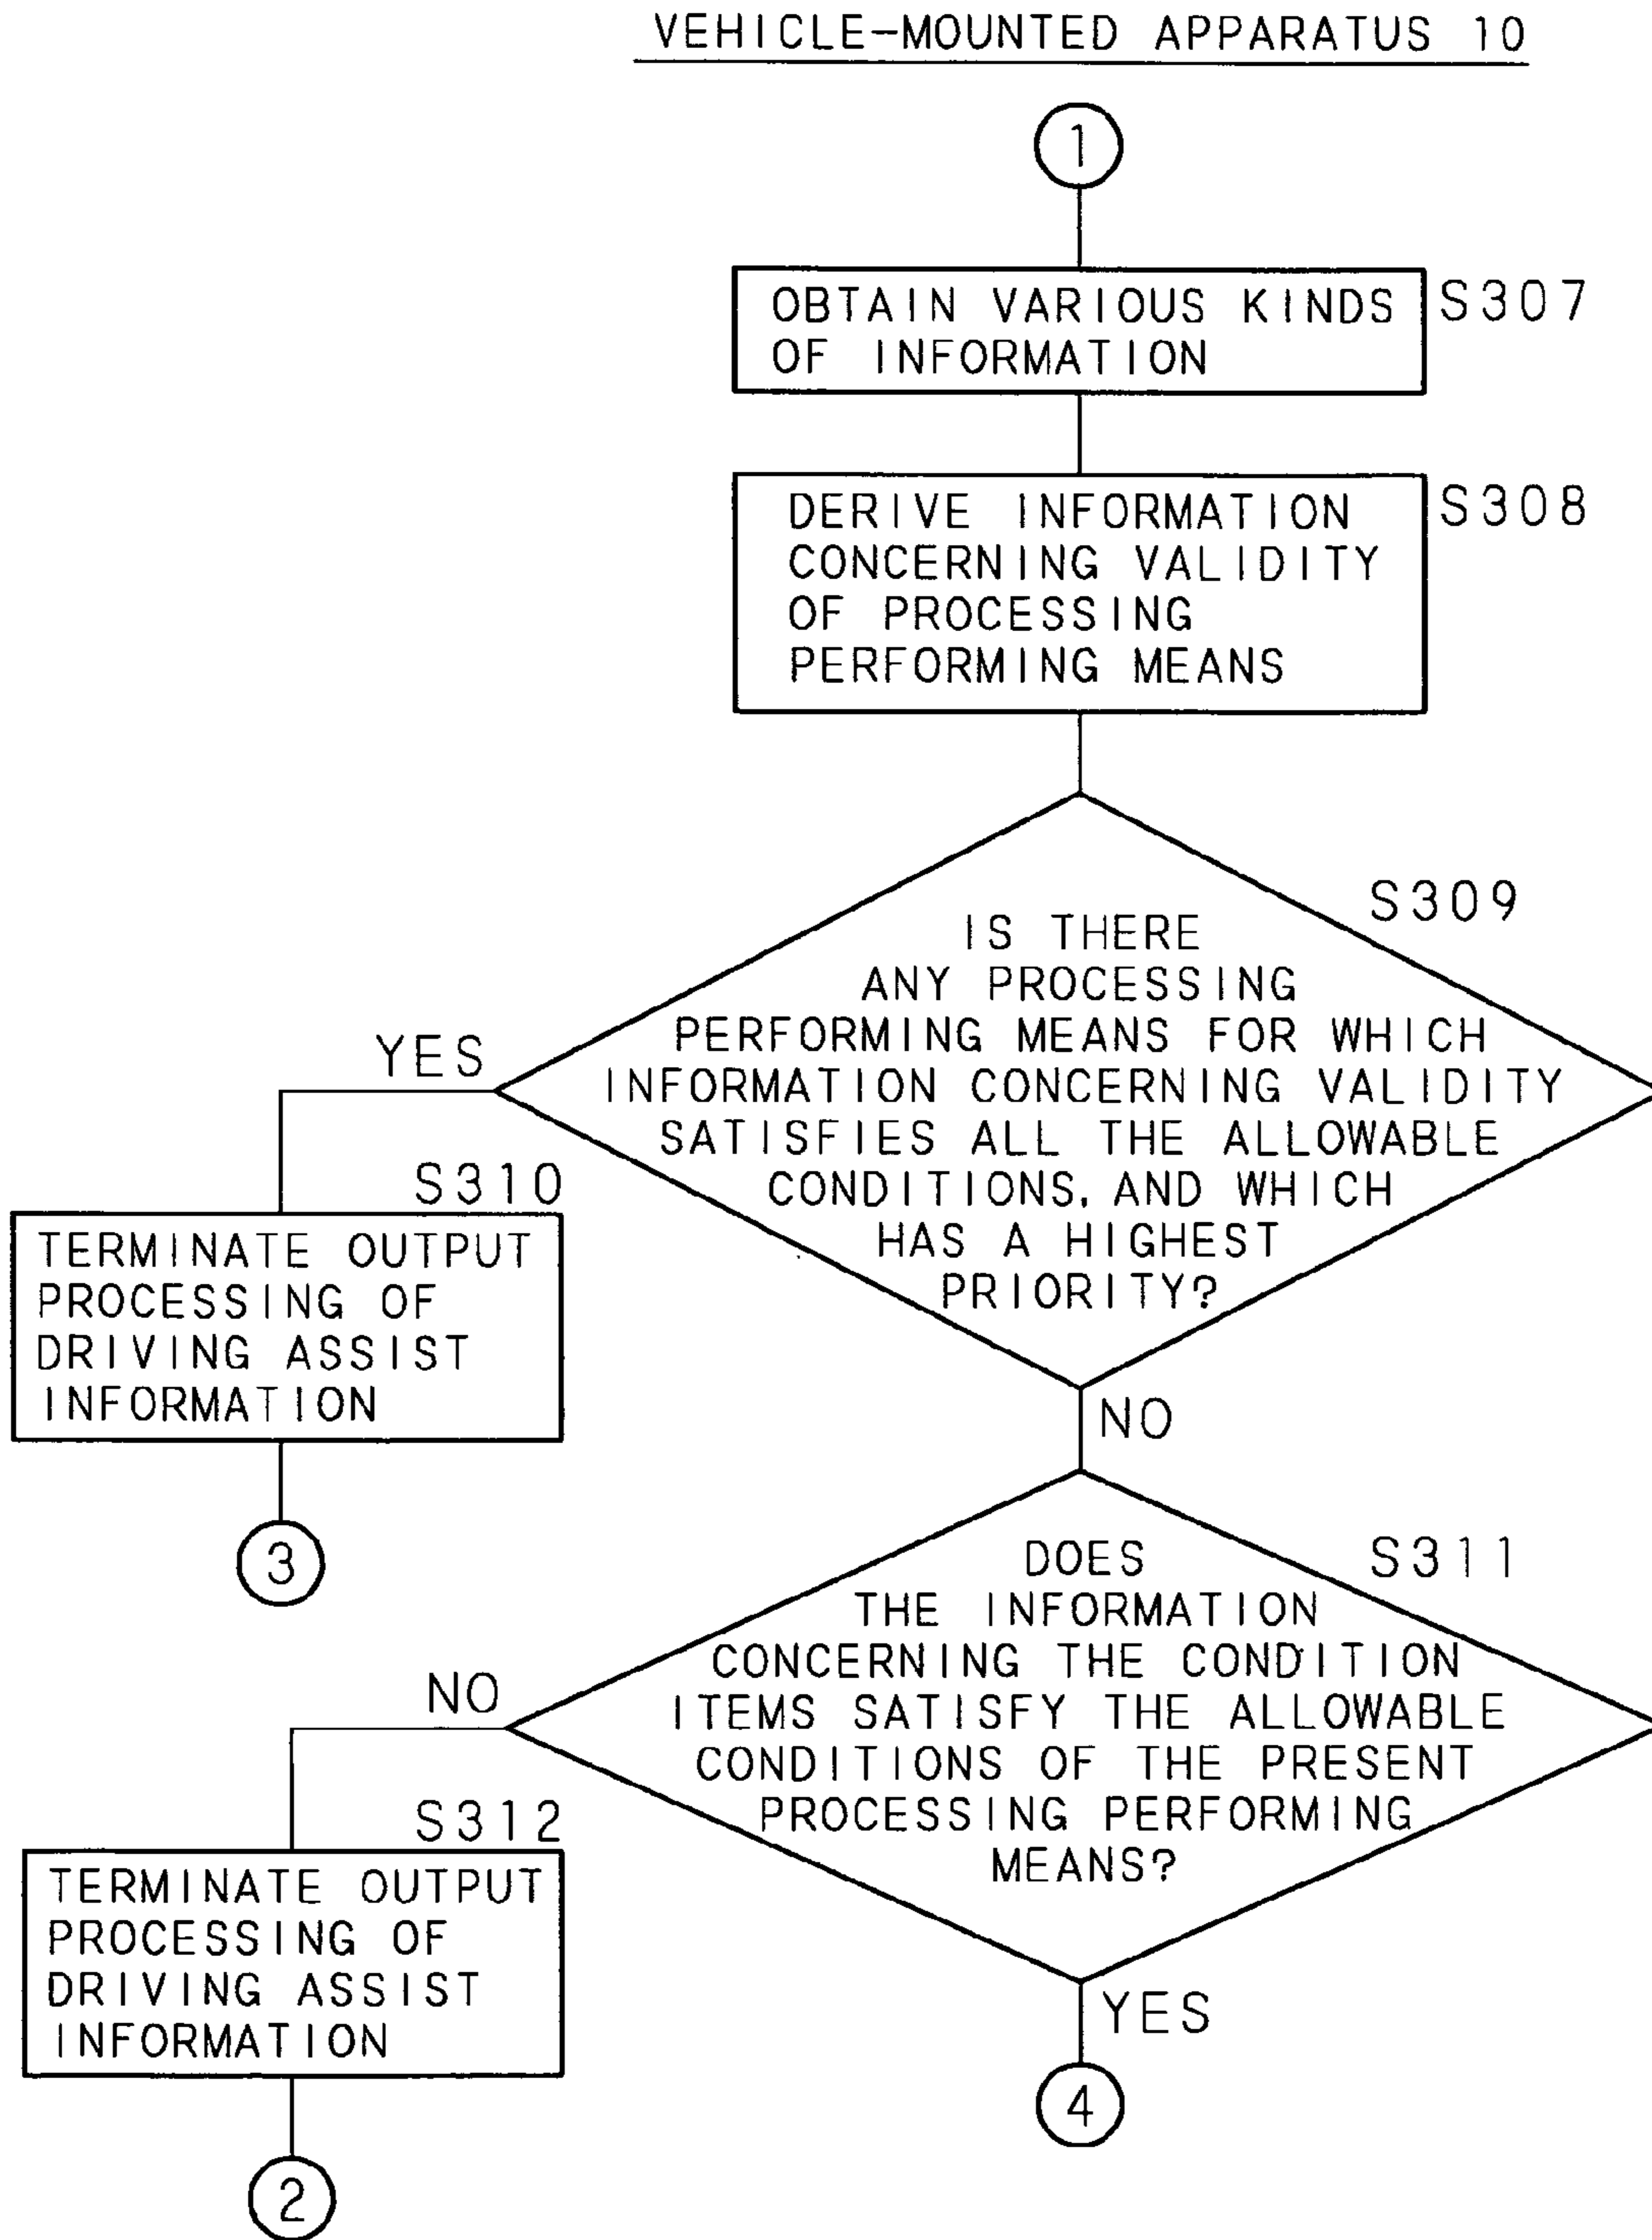 VEHICLE-MOUNTED APPARATUS 10
1
OBTAIN VARIOUS KINDS
OF INFORMATION
S307
DERIVE INFORMATION
CONCERNING VALIDITY
OF PROCESSING
PERFORMING MEANS
S308
S309
IS THERE
ANY PROCESSING
PERFORMING MEANS FOR WHICH
INFORMATION CONCERNING VALIDITY
SATISFIES ALL THE ALLOWABLE
CONDITIONS, AND WHICH
HAS A HIGHEST
PRIORITY?
YES
S310
TERMINATE OUTPUT
PROCESSING OF
DRIVING ASSIST
INFORMATION
3
NO
S311
DOES
THE INFORMATION
CONCERNING THE CONDITION
ITEMS SATISFY THE ALLOWABLE
CONDITIONS OF THE PRESENT
PROCESSING PERFORMING
MEANS?
NO
S312
TERMINATE OUTPUT
PROCESSING OF
DRIVING ASSIST
INFORMATION
2
YES
4